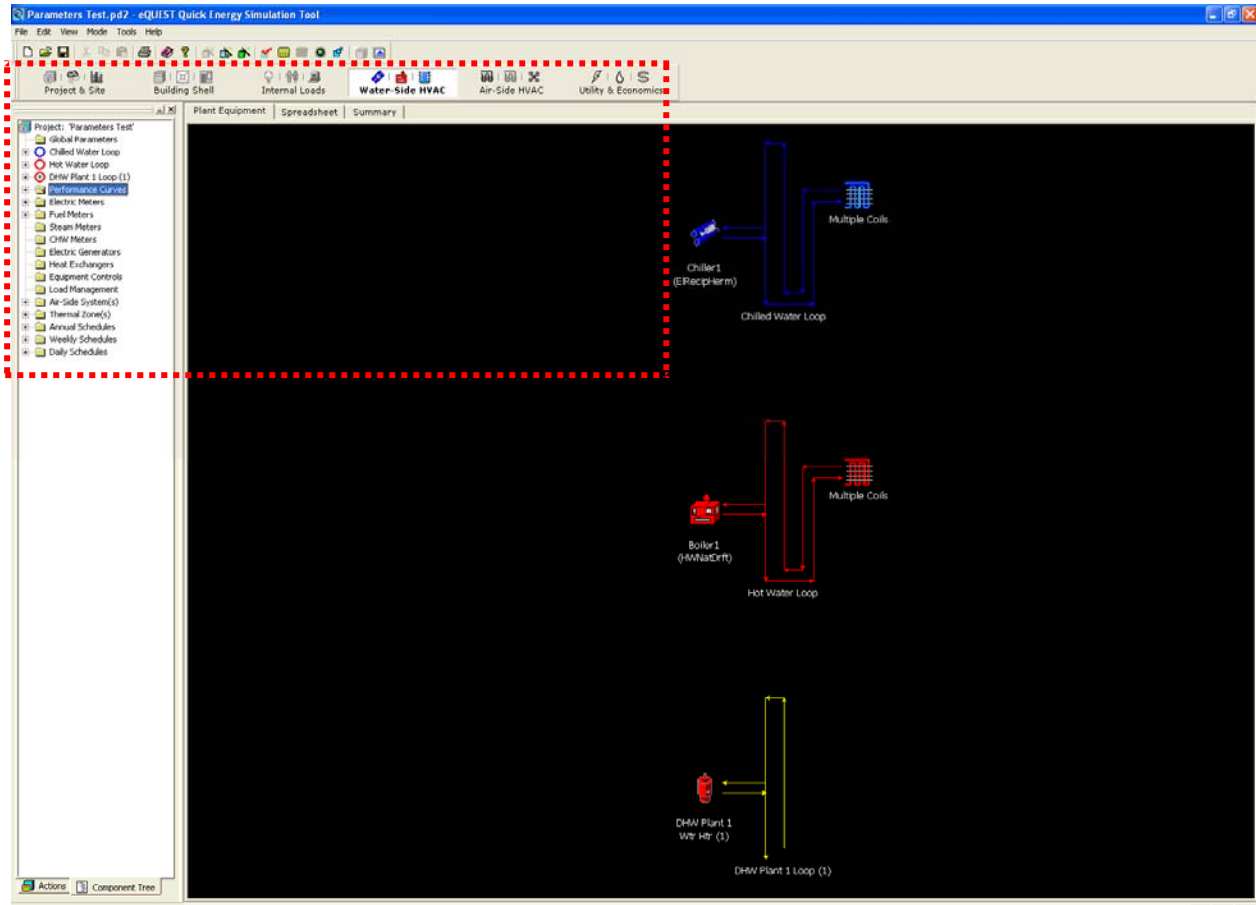 Parameters Test.pd2 - eQUEST Quick Energy Simulation Tool
File Edit View Mode Tools Help
Project & Site Building Shell Internal Loads Water-Side HVAC Air-Side HVAC Utility & Economics
Plant Equipment Spreadsheet Summary
Project: 'Parameters Test'
Global Parameters
Chilled Water Loop
Hot Water Loop
DHW Plant 1 Loop (1)
Performance Curves
Electric Meters
Fuel Meters
Steam Meters
CHW Meters
Electric Generators
Heat Exchangers
Equipment Controls
Load Management
Air-Side System(s)
Thermal Zone(s)
Annual Schedules
Weekly Schedules
Daily Schedules
Multiple Coils
Chiller1
(ElRecipHerm)
Chilled Water Loop
Multiple Coils
Boiler1
(HWNatDrft)
Hot Water Loop
DHW Plant 1
Wtr Htr (1)
DHW Plant 1 Loop (1)
Actions Component Tree